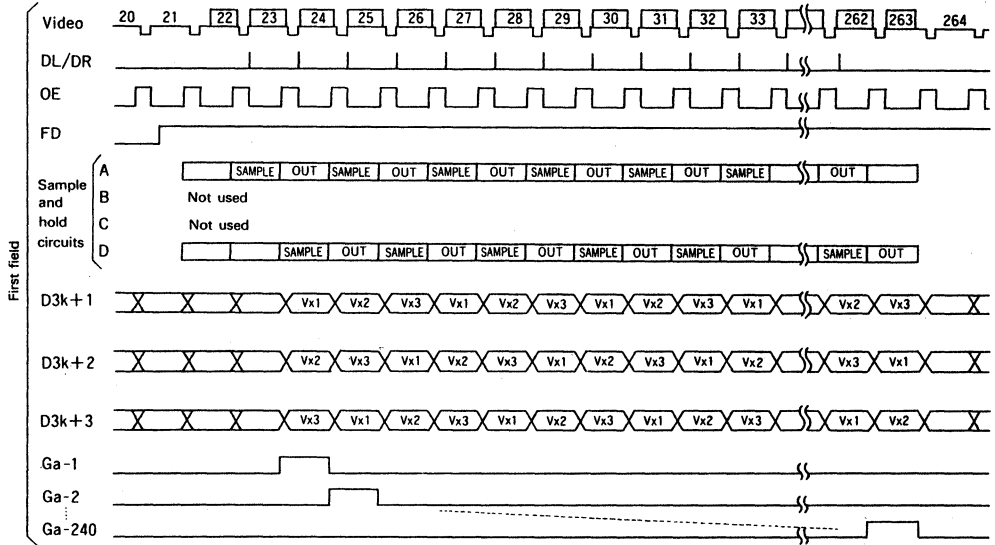 Video 20 21 22 23 24 25 26 27 28 29 30 31 32 33 262 263 264
DL/DR
OE
FD
First field
Sample and hold circuits
A SAMPLE OUT SAMPLE OUT SAMPLE OUT SAMPLE OUT SAMPLE OUT SAMPLE OUT
B Not used
C Not used
D SAMPLE OUT SAMPLE OUT SAMPLE OUT SAMPLE OUT SAMPLE OUT SAMPLE OUT
D3k+1 Vx1 Vx2 Vx3 Vx1 Vx2 Vx3 Vx1 Vx2 Vx3 Vx1 Vx2 Vx3
D3k+2 Vx2 Vx3 Vx1 Vx2 Vx3 Vx1 Vx2 Vx3 Vx1 Vx2 Vx3 Vx1
D3k+3 Vx3 Vx1 Vx2 Vx3 Vx1 Vx2 Vx3 Vx1 Vx2 Vx3 Vx1 Vx2
Ga-1
Ga-2
Ga-240